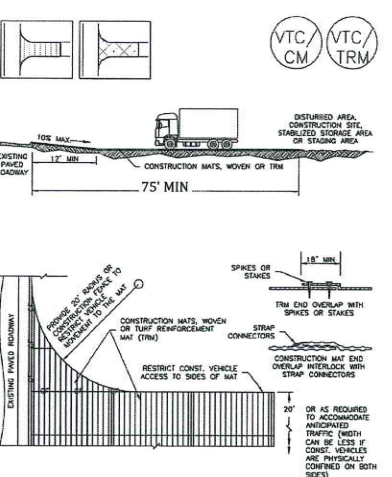 VTC/
CM
VTC/
TRM
10% MAX.
12' MIN
EXISTING
PAVED
ROADWAY
DISTURBED AREA,
CONSTRUCTION SITE,
STABILIZED STORAGE AREA
OR STAGING AREA
CONSTRUCTION MATS, WOVEN OR TRM
75' MIN
PROVIDE 20' RADIUS OR
CONSTRUCTION FENCE TO
RESTRICT VEHICLE
MOVEMENT TO THE MAT
EXISTING PAVED ROADWAY
CONSTRUCTION MATS, WOVEN
OR TURF REINFORCEMENT
MAT (TRM)
RESTRICT CONST. VEHICLE
ACCESS TO SIDES OF MAT
18" MIN
SPIKES OR
STAKES
TRM END OVERLAP WITH
SPIKES OR STAKES
STRAP
CONNECTORS
CONSTRUCTION MAT END
OVERLAP INTERLOCK WITH
STRAP CONNECTORS
20'
OR AS REQUIRED
TO ACCOMMODATE
ANTICIPATED
TRAFFIC (WIDTH
CAN BE LESS IF
CONST. VEHICLES
ARE PHYSICALLY
CONFINED ON BOTH
SIDES)